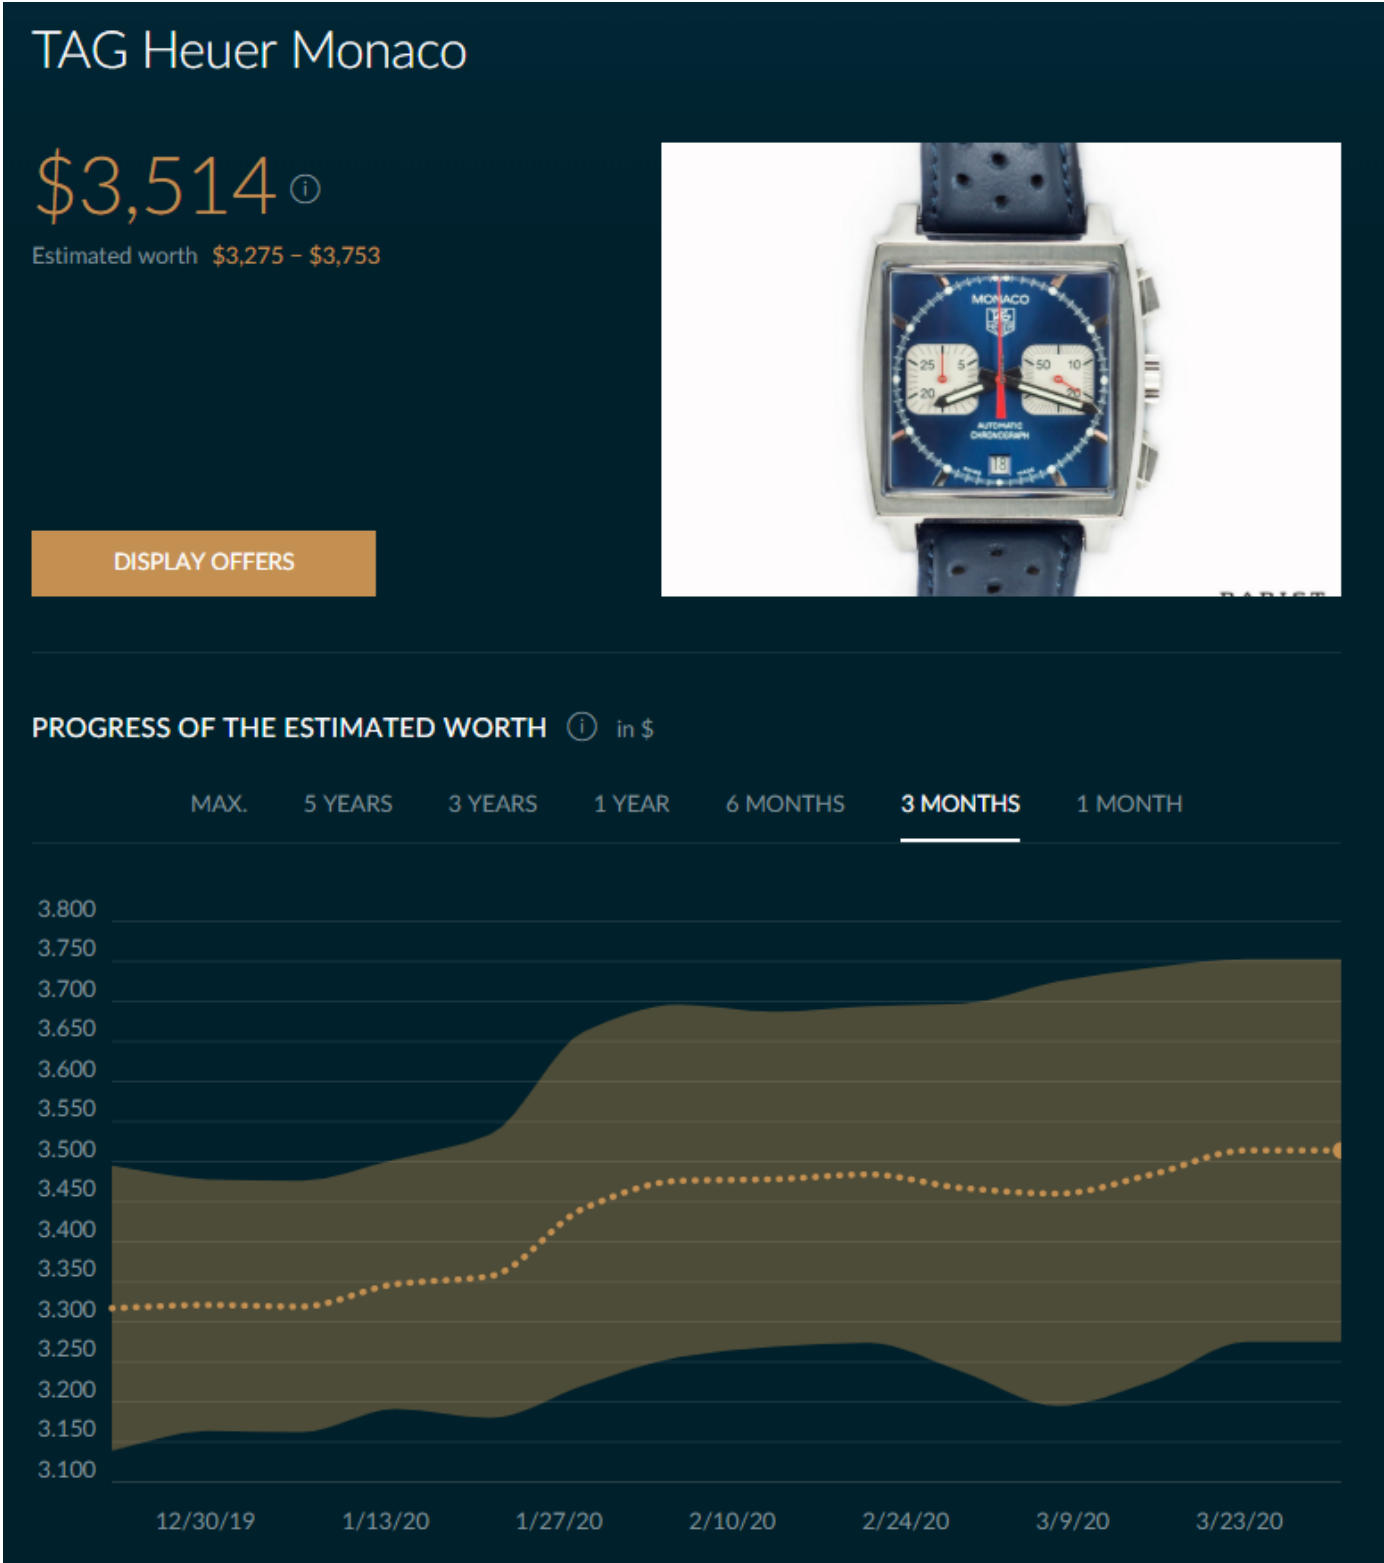 TAG Heuer Monaco
$3,514 i
Estimated worth $3,275 – $3,753
MONACO
TAG
25 5
20
50 10
20
AUTOMATIC
CHRONOGRAPH
18
DISPLAY OFFERS
PROGRESS OF THE ESTIMATED WORTH i in $
MAX. 5 YEARS 3 YEARS 1 YEAR 6 MONTHS 3 MONTHS 1 MONTH
3.800
3.750
3.700
3.650
3.600
3.550
3.500
3.450
3.400
3.350
3.300
3.250
3.200
3.150
3.100
12/30/19 1/13/20 1/27/20 2/10/20 2/24/20 3/9/20 3/23/20